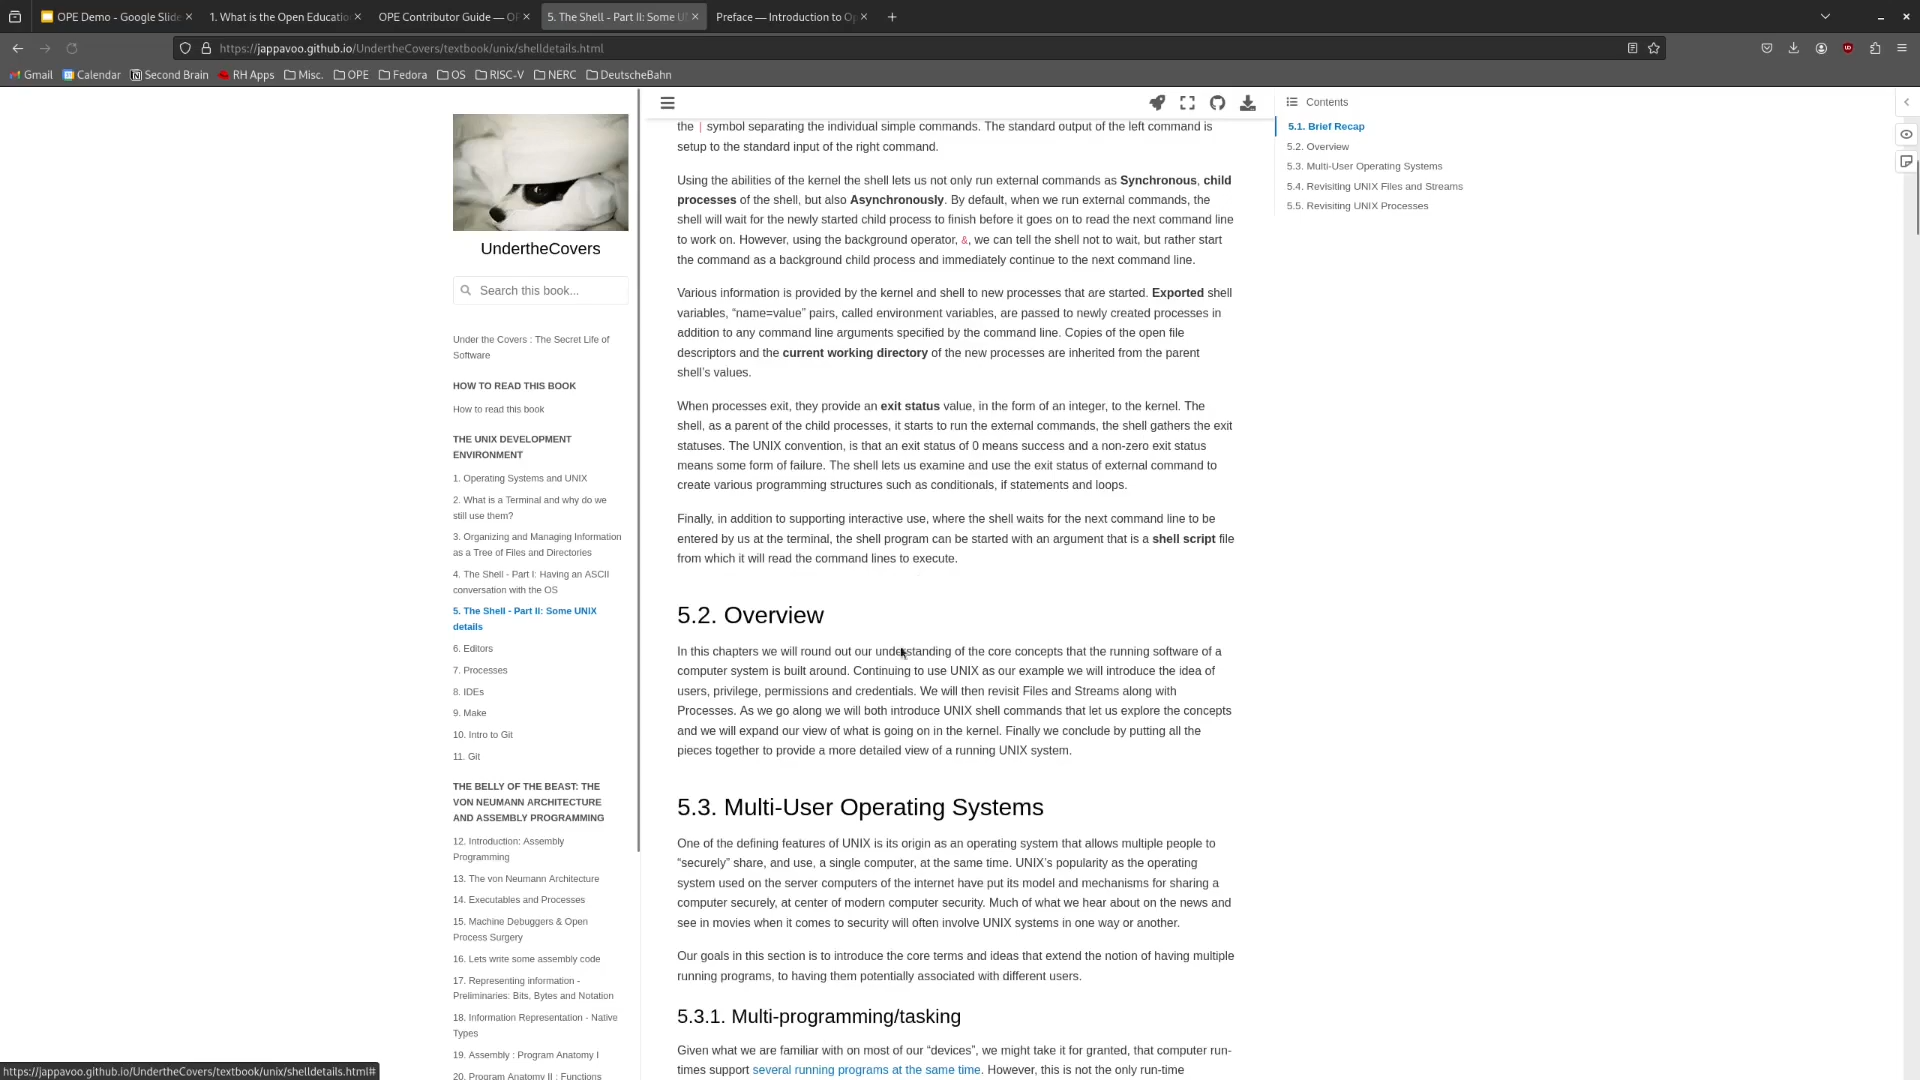 OPE Demo - Google Slide
1. What is the Open Educatio
OPE Contributor Guide — O
5. The Shell - Part II: Some U
Preface — Introduction to O
https://jappavoo.github.io/UndertheCovers/textbook/unix/shelldetails.html
Gmail
Calendar
Second Brain
RH Apps
Misc.
OPE
Fedora
OS
RISC-V
NERC
DeutscheBahn
UndertheCovers
Search this book...
Under the Covers : The Secret Life of
Software
HOW TO READ THIS BOOK
How to read this book
THE UNIX DEVELOPMENT
ENVIRONMENT
1. Operating Systems and UNIX
2. What is a Terminal and why do we
still use them?
3. Organizing and Managing Information
as a Tree of Files and Directories
4. The Shell - Part I: Having an ASCII
conversation with the OS
5. The Shell - Part II: Some UNIX
details
6. Editors
7. Processes
8. IDEs
9. Make
10. Intro to Git
11. Git
THE BELLY OF THE BEAST: THE
VON NEUMANN ARCHITECTURE
AND ASSEMBLY PROGRAMMING
12. Introduction: Assembly
Programming
13. The von Neumann Architecture
14. Executables and Processes
15. Machine Debuggers & Open
Process Surgery
16. Lets write some assembly code
17. Representing information -
Preliminaries: Bits, Bytes and Notation
18. Information Representation - Native
Types
19. Assembly : Program Anatomy I
20. Program Anatomy II : Functions
the | symbol separating the individual simple commands. The standard output of the left command is
setup to the standard input of the right command.
Using the abilities of the kernel the shell lets us not only run external commands as Synchronous, child
processes of the shell, but also Asynchronously. By default, when we run external commands, the
shell will wait for the newly started child process to finish before it goes on to read the next command line
to work on. However, using the background operator, &, we can tell the shell not to wait, but rather start
the command as a background child process and immediately continue to the next command line.
Various information is provided by the kernel and shell to new processes that are started. Exported shell
variables, “name=value” pairs, called environment variables, are passed to newly created processes in
addition to any command line arguments specified by the command line. Copies of the open file
descriptors and the current working directory of the new processes are inherited from the parent
shell’s values.
When processes exit, they provide an exit status value, in the form of an integer, to the kernel. The
shell, as a parent of the child processes, it starts to run the external commands, the shell gathers the exit
statuses. The UNIX convention, is that an exit status of 0 means success and a non-zero exit status
means some form of failure. The shell lets us examine and use the exit status of external command to
create various programming structures such as conditionals, if statements and loops.
Finally, in addition to supporting interactive use, where the shell waits for the next command line to be
entered by us at the terminal, the shell program can be started with an argument that is a shell script file
from which it will read the command lines to execute.
5.2. Overview
In this chapters we will round out our understanding of the core concepts that the running software of a
computer system is built around. Continuing to use UNIX as our example we will introduce the idea of
users, privilege, permissions and credentials. We will then revisit Files and Streams along with
Processes. As we go along we will both introduce UNIX shell commands that let us explore the concepts
and we will expand our view of what is going on in the kernel. Finally we conclude by putting all the
pieces together to provide a more detailed view of a running UNIX system.
5.3. Multi-User Operating Systems
One of the defining features of UNIX is its origin as an operating system that allows multiple people to
“securely” share, and use, a single computer, at the same time. UNIX’s popularity as the operating
system used on the server computers of the internet have put its model and mechanisms for sharing a
computer securely, at center of modern computer security. Much of what we hear about on the news and
see in movies when it comes to security will often involve UNIX systems in one way or another.
Our goals in this section is to introduce the core terms and ideas that extend the notion of having multiple
running programs, to having them potentially associated with different users.
5.3.1. Multi-programming/tasking
Given what we are familiar with on most of our “devices”, we might take it for granted, that computer run-
times support several running programs at the same time. However, this is not the only run-time
Contents
5.1. Brief Recap
5.2. Overview
5.3. Multi-User Operating Systems
5.4. Revisiting UNIX Files and Streams
5.5. Revisiting UNIX Processes
https://jappavoo.github.io/UndertheCovers/textbook/unix/shelldetails.html#